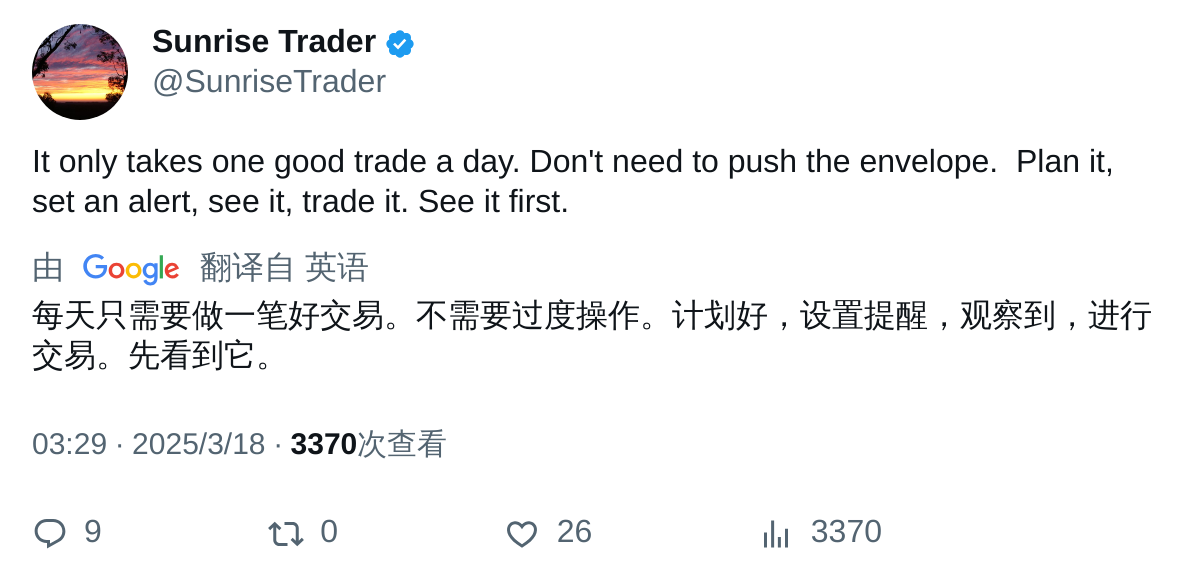 Sunrise Trader
@SunriseTrader
It only takes one good trade a day. Don't need to push the envelope.  Plan it,
set an alert, see it, trade it. See it first.
由 Google 翻译自 英语
每天只需要做一笔好交易。不需要过度操作。计划好，设置提醒，观察到，进行
交易。先看到它。
03:29 · 2025/3/18 · 3370次查看
9 0 26 3370